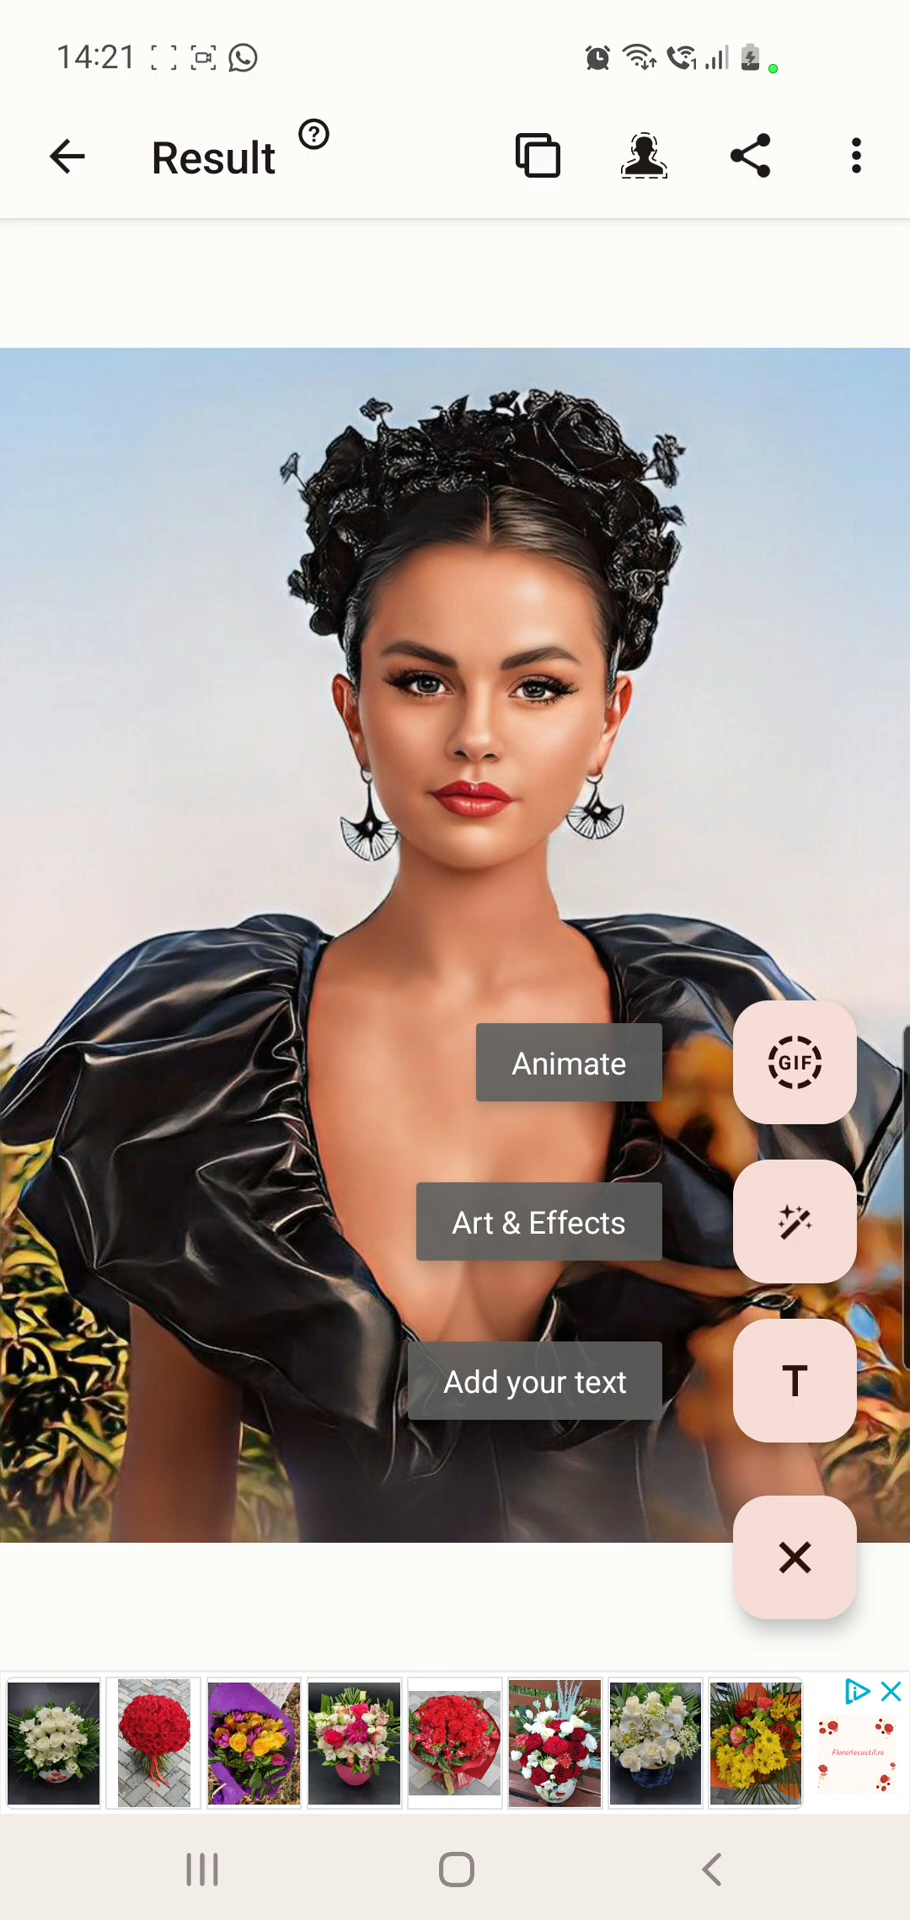 14:21
Result
Animate
GIF
Art & Effects
Add your text
T